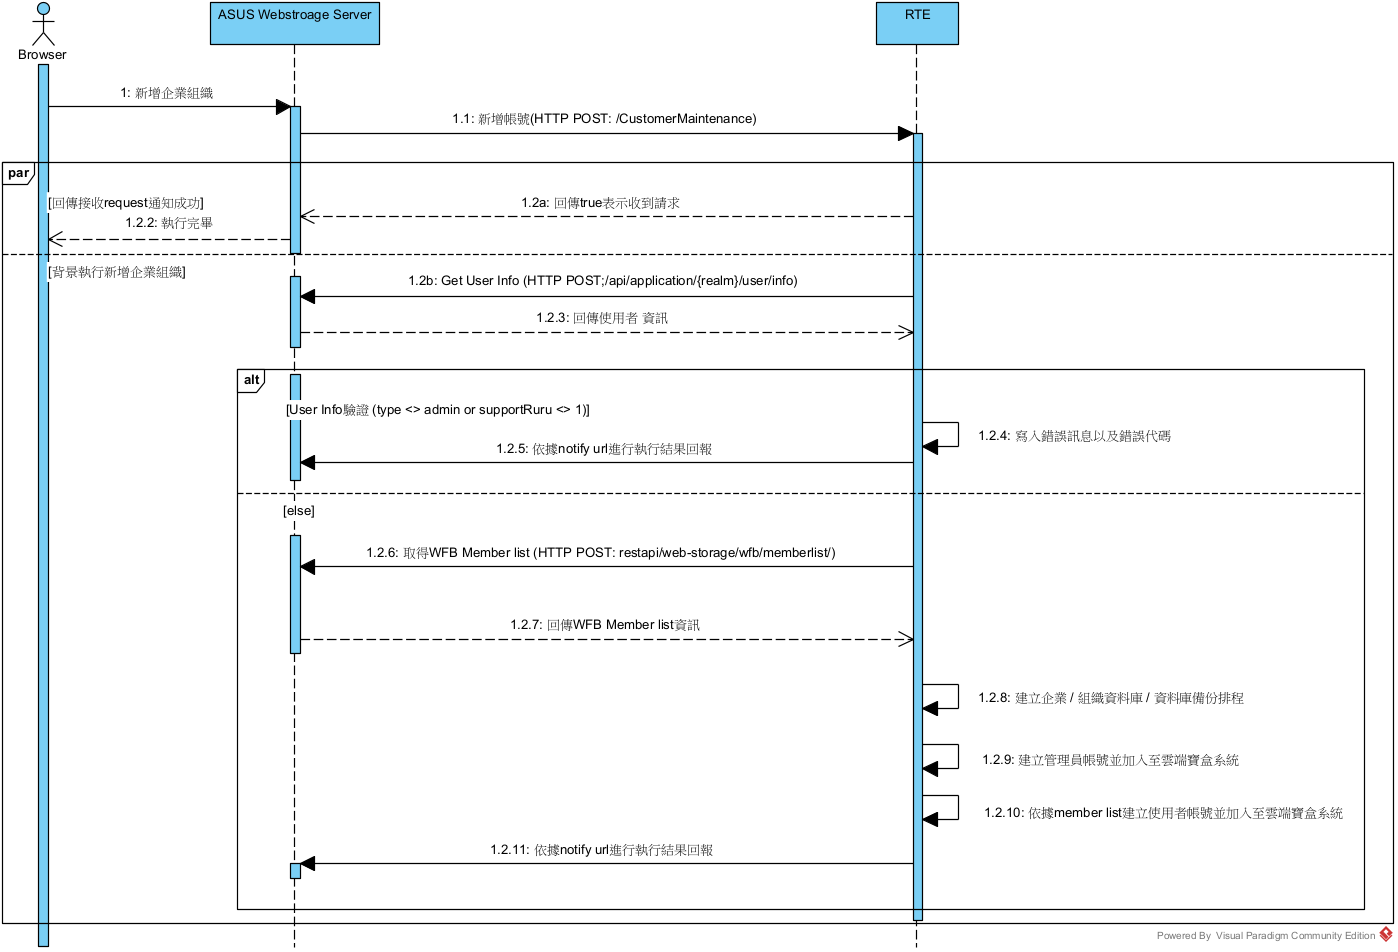 ASUS Webstroage Server
RTE
Browser
1: 新增企業組織
1.1: 新增帳號(HTTP POST: /CustomerMaintenance)
par
[回傳接收request通知成功]
1.2a: 回傳true表示收到請求
1.2.2: 執行完畢
[背景執行新增企業組織]
1.2b: Get User Info (HTTP POST;/api/application/{realm}/user/info)
1.2.3: 回傳使用者 資訊
alt
[User Info驗證 (type <> admin or supportRuru <> 1)]
1.2.4: 寫入錯誤訊息以及錯誤代碼
1.2.5: 依據notify url進行執行結果回報
[else]
1.2.6: 取得WFB Member list (HTTP POST: restapi/web-storage/wfb/memberlist/)
1.2.7: 回傳WFB Member list資訊
1.2.8: 建立企業 / 組織資料庫 / 資料庫備份排程
1.2.9: 建立管理員帳號並加入至雲端寶盒系統
1.2.10: 依據member list建立使用者帳號並加入至雲端寶盒系統
1.2.11: 依據notify url進行執行結果回報
Powered By Visual Paradigm Community Edition